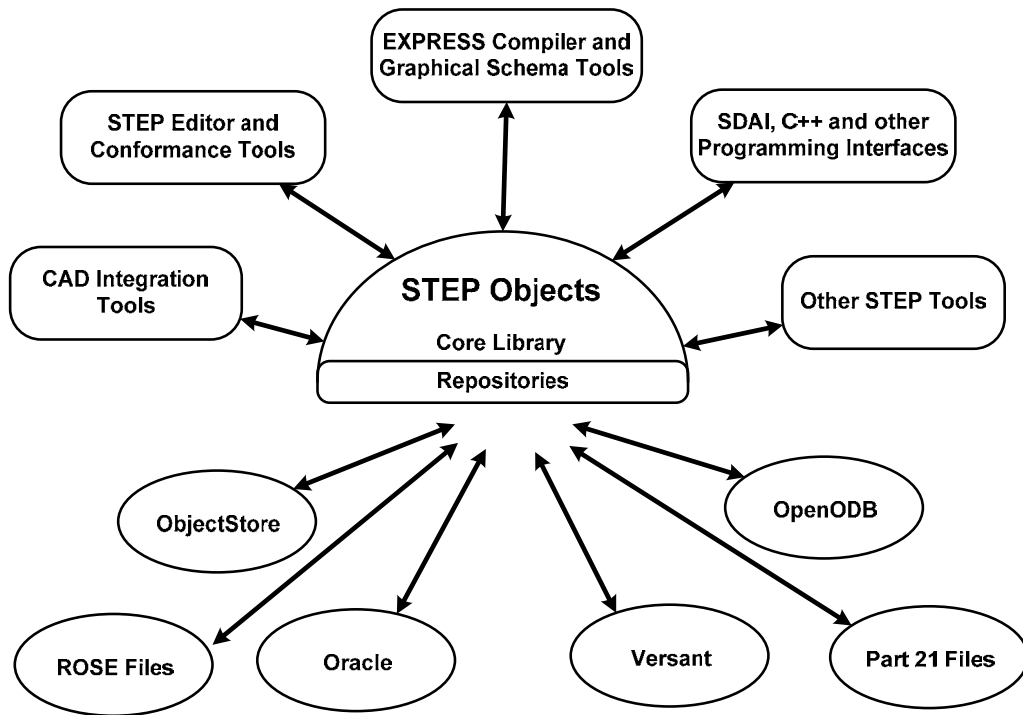 EXPRESS Compiler and
Graphical Schema Tools
STEP Editor and
Conformance Tools
SDAI, C++ and other
Programming Interfaces
CAD Integration
Tools
STEP Objects
Other STEP Tools
Core Library
Repositories
ObjectStore
OpenODB
ROSE Files
Oracle
Versant
Part 21 Files